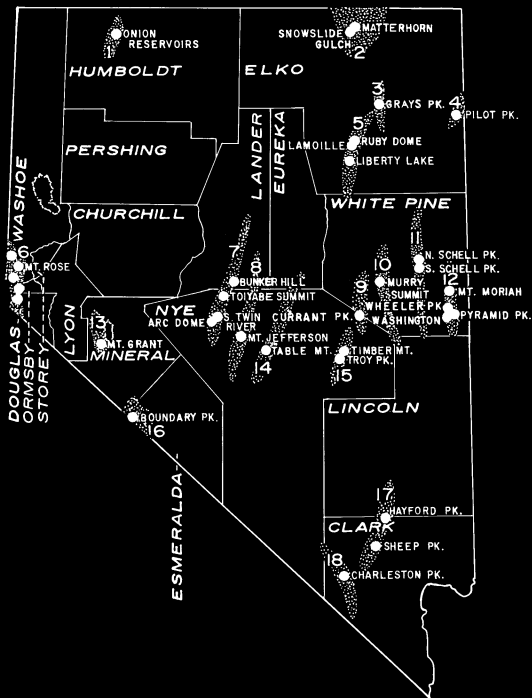 ONION
RESERVOIRS
1
HUMBOLDT
SNOWSLIDE
GULCH
MATTERHORN
2
ELKO
3
GRAYS PK.
4
PILOT PK.
5
LAMOILLE
RUBY DOME
LIBERTY LAKE
PERSHING
LANDER
EUREKA
WASHOE
CHURCHILL
WHITE PINE
6
MT. ROSE
7
8
BUNKER HILL
TOIYABE SUMMIT
NYE
ARC DOME
S. TWIN
RIVER
MT. JEFFERSON
TABLE MT.
14
CURRANT PK.
9
10
MURRY
SUMMIT
11
N. SCHELL PK.
S. SCHELL PK.
12
MT. MORIAH
WHEELER PK.
WASHINGTON
PYRAMID PK.
TIMBER MT.
TROY PK.
15
LYON
13
MT. GRANT
MINERAL
DOUGLAS
ORMSBY
STOREY
BOUNDARY PK.
16
ESMERALDA
LINCOLN
17
HAYFORD PK.
CLARK
SHEEP PK.
18
CHARLESTON PK.